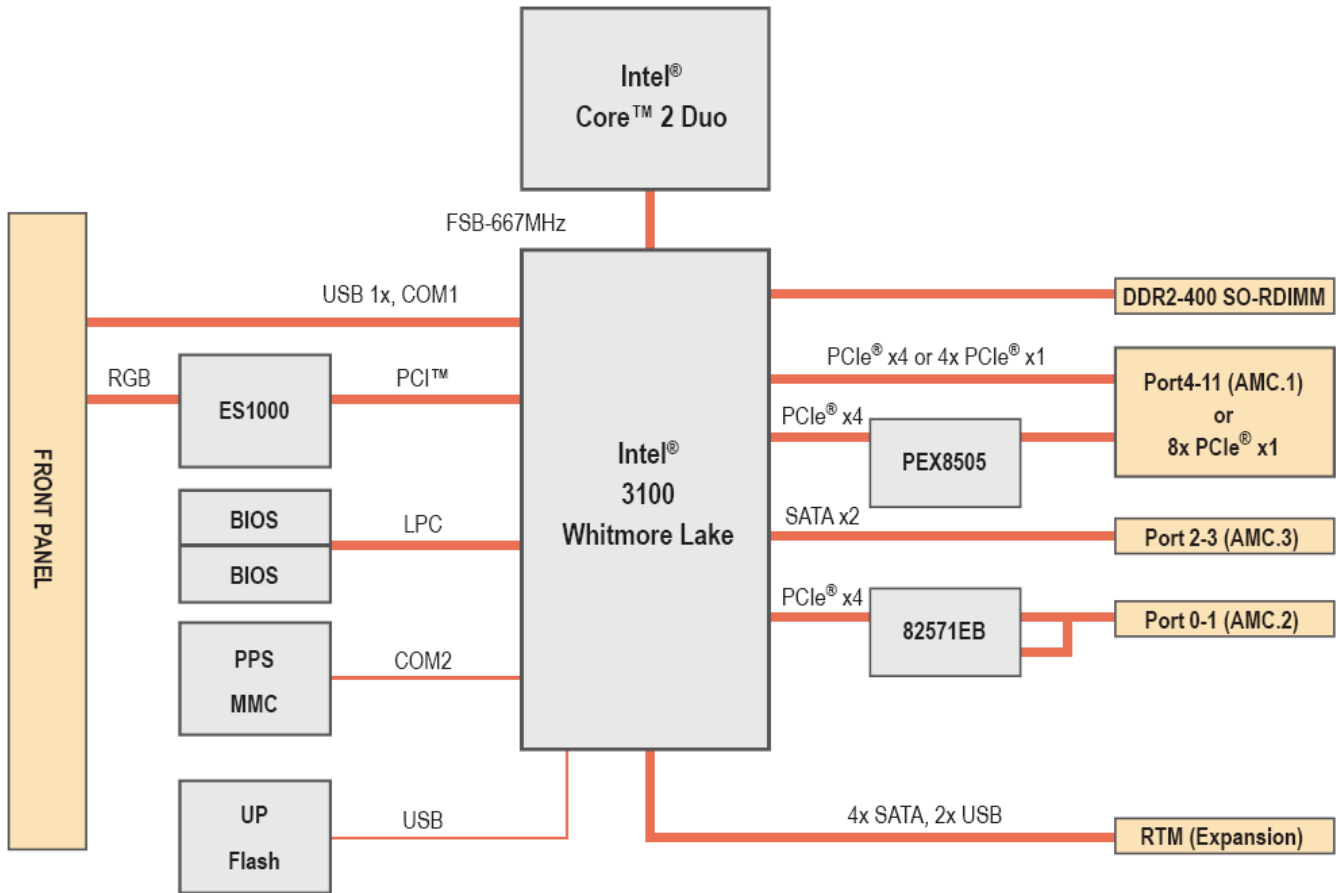 Intel®
Core™ 2 Duo
FSB-667MHz
USB 1x, COM1
DDR2-400 SO-RDIMM
RGB
ES1000
PCI™
PCIe® x4 or 4x PCIe® x1
Port4-11 (AMC.1)
or
8x PCIe® x1
PCIe® x4
PEX8505
Intel®
3100
Whitmore Lake
FRONT PANEL
BIOS
BIOS
LPC
SATA x2
Port 2-3 (AMC.3)
PCIe® x4
82571EB
Port 0-1 (AMC.2)
PPS
MMC
COM2
UP
Flash
USB
4x SATA, 2x USB
RTM (Expansion)